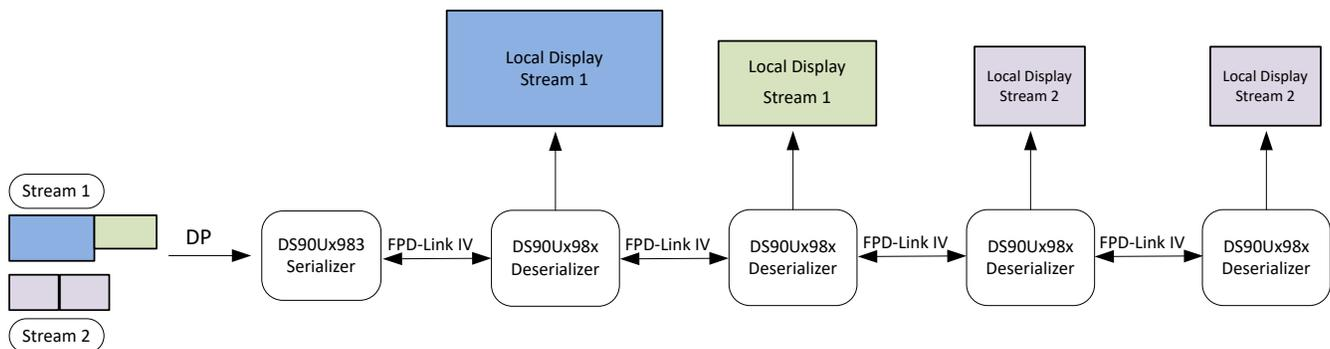 Local Display
Stream 1
Local Display
Stream 1
Local Display
Stream 2
Local Display
Stream 2
Stream 1
DP
Stream 2
DS90Ux983
Serializer
FPD-Link IV
DS90Ux98x
Deserializer
FPD-Link IV
DS90Ux98x
Deserializer
FPD-Link IV
DS90Ux98x
Deserializer
FPD-Link IV
DS90Ux98x
Deserializer